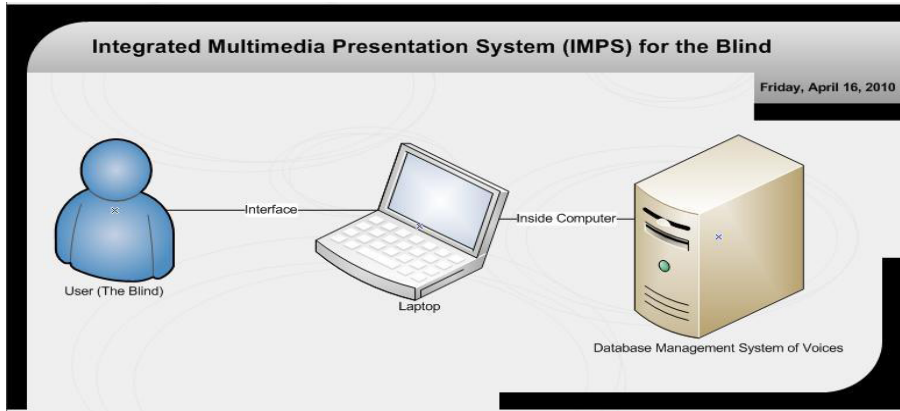 Integrated Multimedia Presentation System (IMPS) for the Blind
Friday, April 16, 2010
Interface
Inside Computer
User (The Blind)
Laptop
Database Management System of Voices